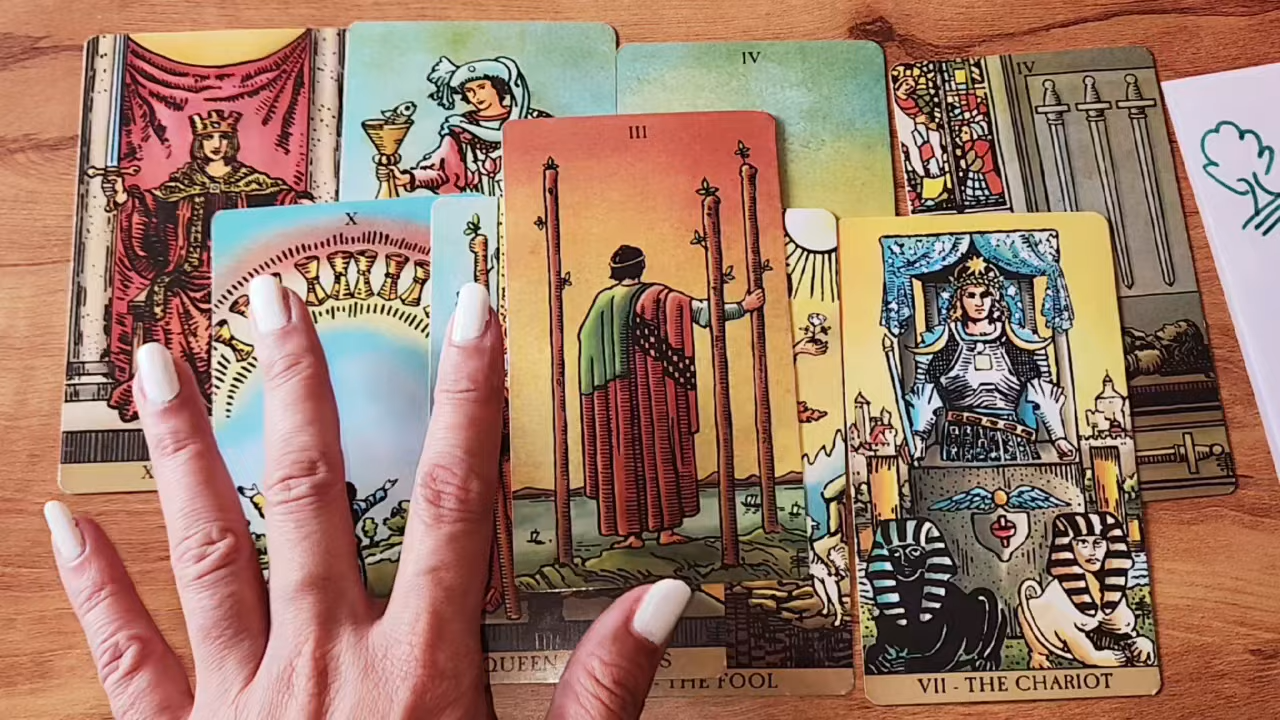 IV
IV
III
X
X
QUEEN S
THE FOOL
VII - THE CHARIOT